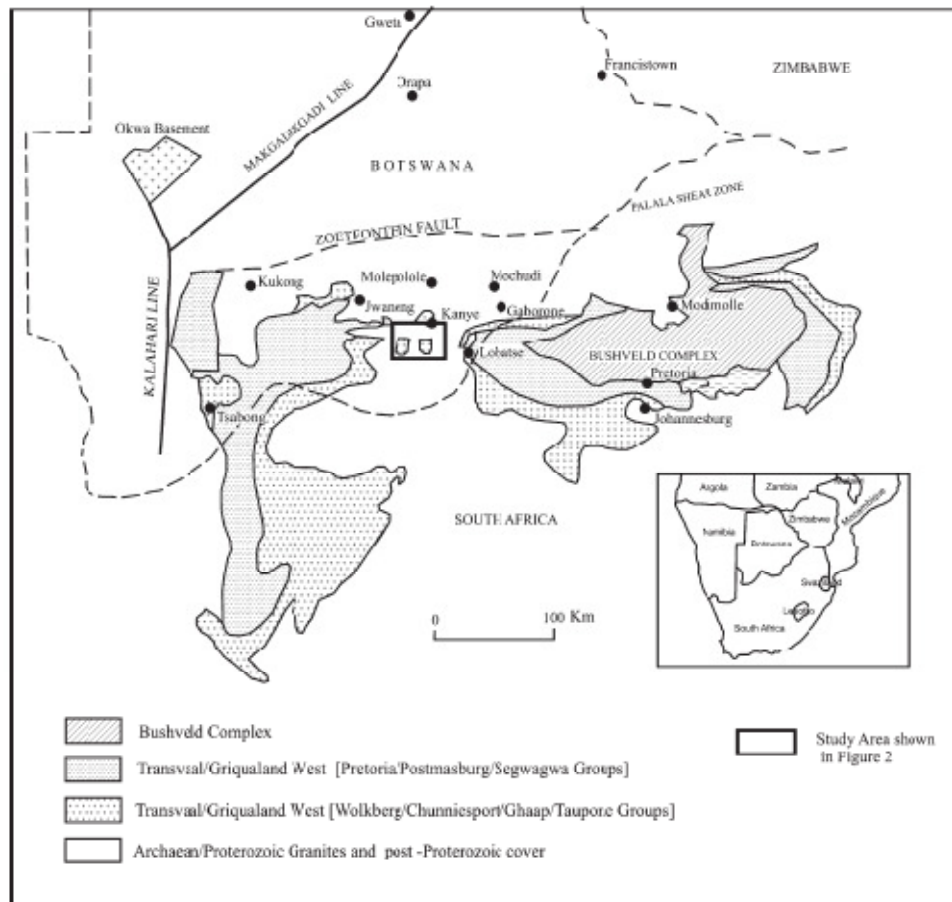 Gweta
Orapa
Francistown
ZIMBABWE
Okwa Basement
MAKGALAKGADI LINE
BOTSWANA
PALALA SHEAR ZONE
ZOETFONTEIN FAULT
Kukong
Molepolole
Mochudi
Jwaneng
Gaborone
Modimolle
Kanye
KALAHARI LINE
Lobatse
BUSHVELD COMPLEX
Pretoria
Tsabong
Johannesburg
SOUTH AFRICA
0 100 Km
Angola
Zambia
Zimbabwe
Mozambique
Namibia
Botswana
Swaziland
Lesotho
South Africa
Bushveld Complex
Transvaal/Griqualand West [Pretoria/Postmasburg/Segwagwa Groups]
Transvaal/Griqualand West [Wolkberg/Chunniesport/Ghaap/Taupone Groups]
Archaean/Proterozoic Granites and post -Proterozoic cover
Study Area shown
in Figure 2